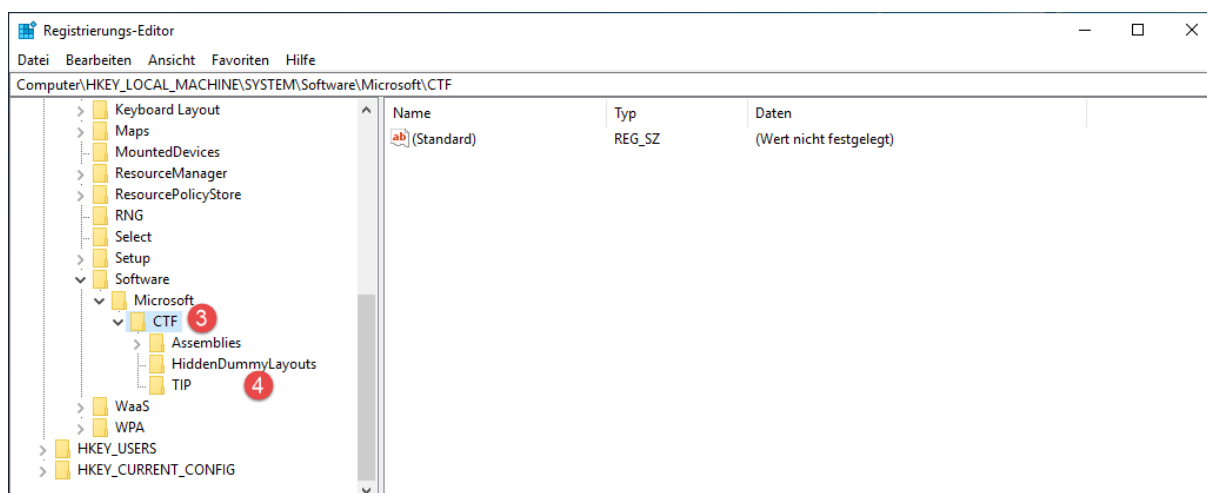 Registrierungs-Editor
Datei Bearbeiten Ansicht Favoriten Hilfe
Computer\HKEY_LOCAL_MACHINE\SYSTEM\Software\Microsoft\CTF
Keyboard Layout
Maps
MountedDevices
ResourceManager
ResourcePolicyStore
RNG
Select
Setup
Software
Microsoft
CTF 3
Assemblies
HiddenDummyLayouts
TIP 4
WaaS
WPA
HKEY_USERS
HKEY_CURRENT_CONFIG
Name Typ Daten
ab (Standard) REG_SZ (Wert nicht festgelegt)